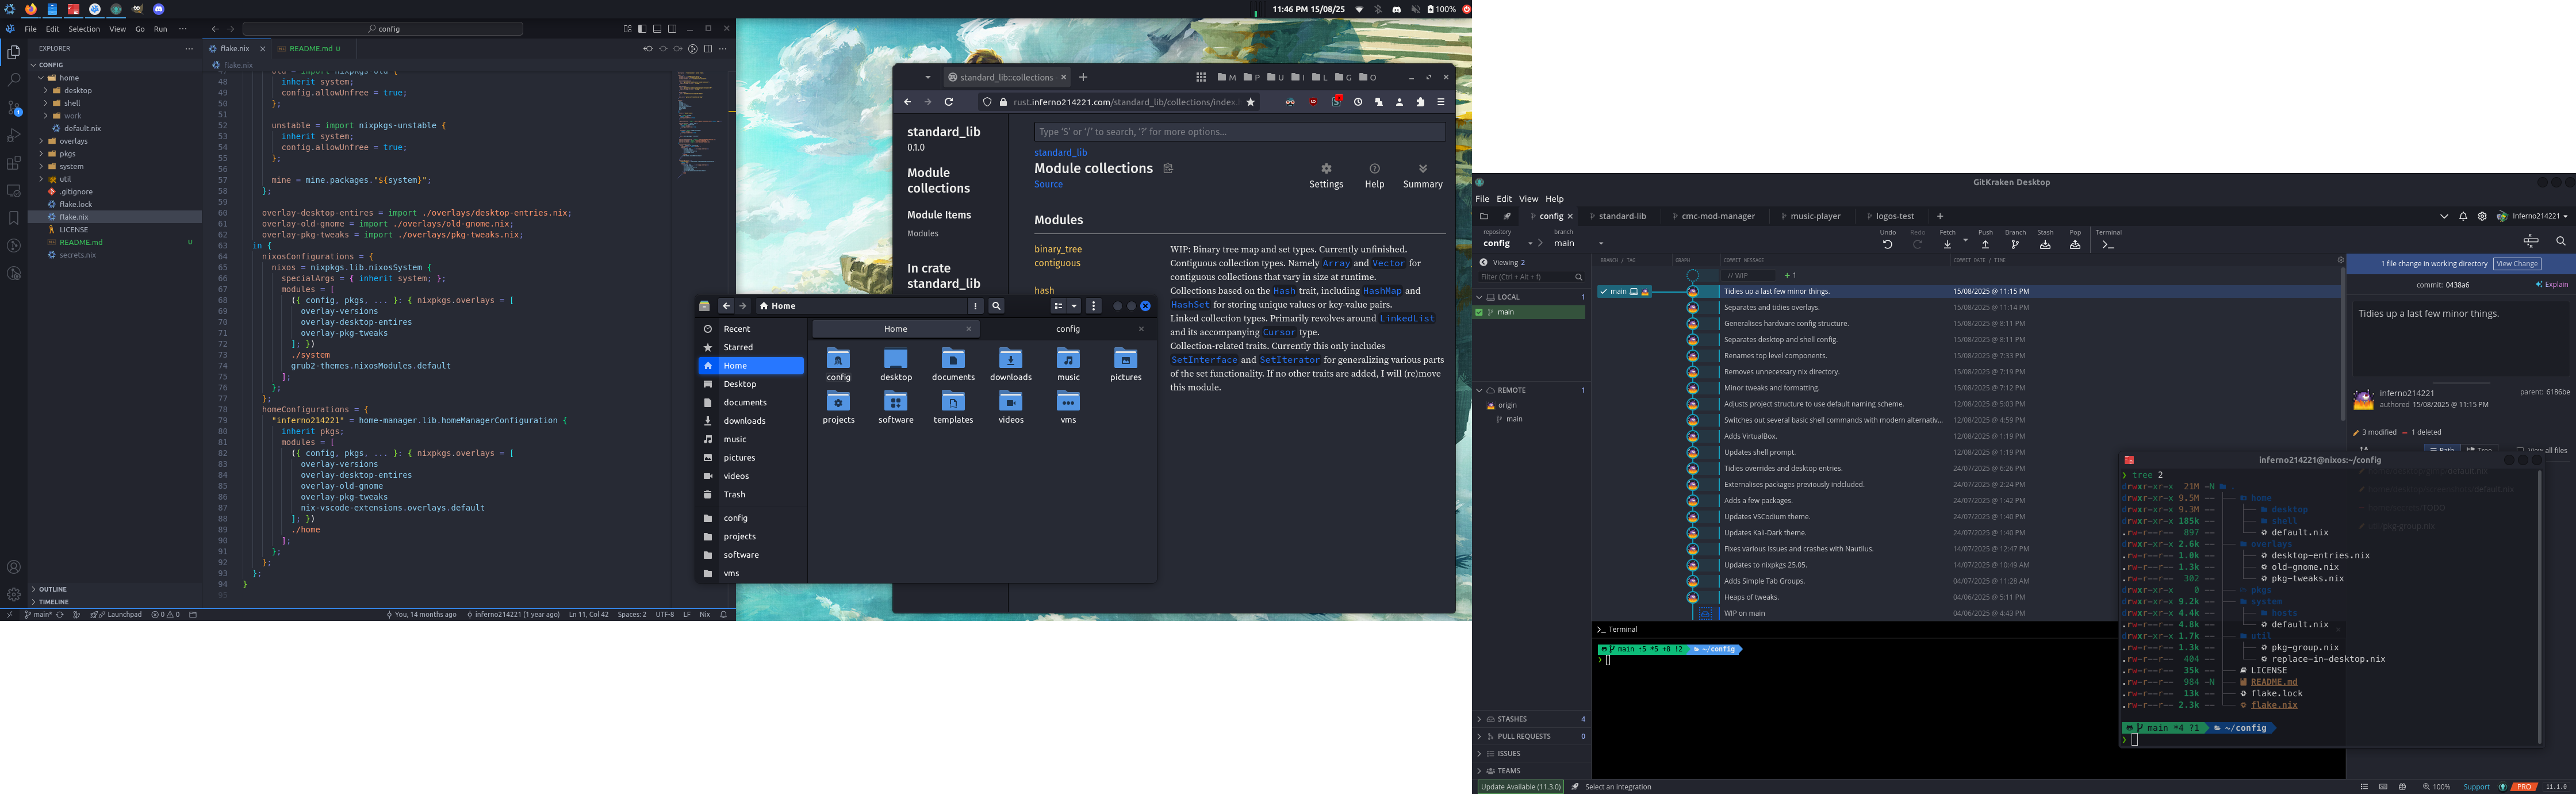 11:46 PM 15/08/25
100%
File Edit Selection View Go Run ···
config
EXPLORER
CONFIG
home
desktop
shell
work
default.nix
overlays
pkgs
system
util
.gitignore
flake.lock
flake.nix
LICENSE
README.md U
secrets.nix
OUTLINE
TIMELINE
flake.nix
README.md U
flake.nix
48 inherit system;
49 config.allowUnfree = true;
50 };
51
52 unstable = import nixpkgs-unstable {
53 inherit system;
54 config.allowUnfree = true;
55 };
56
57 mine = mine.packages."${system}";
58 };
59
60 overlay-desktop-entires = import ./overlays/desktop-entries.nix;
61 overlay-old-gnome = import ./overlays/old-gnome.nix;
62 overlay-pkg-tweaks = import ./overlays/pkg-tweaks.nix;
63 in {
64 nixosConfigurations = {
65 nixos = nixpkgs.lib.nixosSystem {
66 specialArgs = { inherit system; };
67 modules = [
68 ({ config, pkgs, ... }: { nixpkgs.overlays = [
69 overlay-versions
70 overlay-desktop-entires
71 overlay-pkg-tweaks
72 ]; })
73 ./system
74 grub2-themes.nixosModules.default
75 ];
76 };
77 };
78 homeConfigurations = {
79 "inferno214221" = home-manager.lib.homeManagerConfiguration {
80 inherit pkgs;
81 modules = [
82 ({ config, pkgs, ... }: { nixpkgs.overlays = [
83 overlay-versions
84 overlay-desktop-entires
85 overlay-old-gnome
86 overlay-pkg-tweaks
87 nix-vscode-extensions.overlays.default
88 ]; })
89 ./home
90 ];
91 };
92 };
93 };
94 }
95
main* Launchpad 0 0 You, 14 months ago inferno214221 (1 year ago) Ln 11, Col 42 Spaces: 2 UTF-8 LF Nix
standard_lib::collections
M P U I L G O
rust.inferno214221.com/standard_lib/collections/index.
standard_lib
0.1.0
Module collections
Module Items
Modules
In crate standard_lib
Type 'S' or '/' to search, '?' for more options...
standard_lib
Module collections
Source
Settings Help Summary
Modules
binary_tree WIP: Binary tree map and set types. Currently unfinished.
contiguous Contiguous collection types. Namely Array and Vector for
contiguous collections that vary in size at runtime.
hash Collections based on the Hash trait, including HashMap and
HashSet for storing unique values or key-value pairs.
Linked collection types. Primarily revolves around LinkedList
and its accompanying Cursor type.
Collection-related traits. Currently this only includes
SetInterface and SetIterator for generalizing various parts
of the set functionality. If no other traits are added, I will (re)move
this module.
Home
Recent
Starred
Home
Desktop
documents
downloads
music
pictures
videos
Trash
config
projects
software
vms
Home config
config desktop documents downloads music pictures
projects software templates videos vms
GitKraken Desktop
File Edit View Help
config standard-lib cmc-mod-manager music-player logos-test
Inferno214221
repository
config
branch
main
Undo Redo Fetch Push Branch Stash Pop Terminal
Viewing 2
Filter (Ctrl + Alt + f)
LOCAL 1
main
REMOTE 1
origin
main
STASHES 4
PULL REQUESTS 0
ISSUES
TEAMS
BRANCH / TAG GRAPH COMMIT MESSAGE COMMIT DATE / TIME
// WIP + 1
main Tidies up a last few minor things. 15/08/2025 @ 11:15 PM
Separates and tidies overlays. 15/08/2025 @ 11:14 PM
Generalises hardware config structure. 15/08/2025 @ 8:11 PM
Separates desktop and shell config. 15/08/2025 @ 8:11 PM
Renames top level components. 15/08/2025 @ 7:33 PM
Removes unnecessary nix directory. 15/08/2025 @ 7:19 PM
Minor tweaks and formatting. 15/08/2025 @ 7:12 PM
Adjusts project structure to use default naming scheme. 12/08/2025 @ 5:03 PM
Switches out several basic shell commands with modern alternativ... 12/08/2025 @ 4:59 PM
Adds VirtualBox. 12/08/2025 @ 1:19 PM
Updates shell prompt. 12/08/2025 @ 1:19 PM
Tidies overrides and desktop entries. 24/07/2025 @ 6:26 PM
Externalises packages previously indcluded. 24/07/2025 @ 2:24 PM
Adds a few packages. 24/07/2025 @ 1:42 PM
Updates VSCodium theme. 24/07/2025 @ 1:40 PM
Updates Kali-Dark theme. 24/07/2025 @ 1:40 PM
Fixes various issues and crashes with Nautilus. 14/07/2025 @ 12:47 PM
Updates to nixpkgs 25.05. 14/07/2025 @ 10:49 AM
Adds Simple Tab Groups. 04/07/2025 @ 11:28 AM
Heaps of tweaks. 04/06/2025 @ 5:11 PM
WIP on main 04/06/2025 @ 4:43 PM
1 file change in working directory View Change
commit: 0438a6 Explain
Tidies up a last few minor things.
Inferno214221
authored 15/08/2025 @ 11:15 PM
parent: 6186be
3 modified 1 deleted
Terminal
main ↑5 *5 +8 !2 ~/config
inferno214221@nixos:~/config
tree 2
drwxr-xr-x 21M -N .
drwxr-xr-x 9.5M -- home
drwxr-xr-x 9.3M -- desktop
drwxr-xr-x 185k -- shell
.rw-r--r-- 897 -- default.nix
drwxr-xr-x 2.6k -- overlays
.rw-r--r-- 1.0k -- desktop-entries.nix
.rw-r--r-- 1.3k -- old-gnome.nix
.rw-r--r-- 302 -- pkg-tweaks.nix
drwxr-xr-x 0 -- pkgs
drwxr-xr-x 9.2k -- system
drwxr-xr-x 4.4k -- hosts
.rw-r--r-- 4.8k -- default.nix
drwxr-xr-x 1.7k -- util
.rw-r--r-- 1.3k -- pkg-group.nix
.rw-r--r-- 404 -- replace-in-desktop.nix
.rw-r--r-- 35k -- LICENSE
.rw-r--r-- 984 -N README.md
.rw-r--r-- 13k -- flake.lock
.rw-r--r-- 2.3k -- flake.nix
main *4 ?1 ~/config
Update Available (11.3.0) Select an integration
100% Support PRO 11.1.0